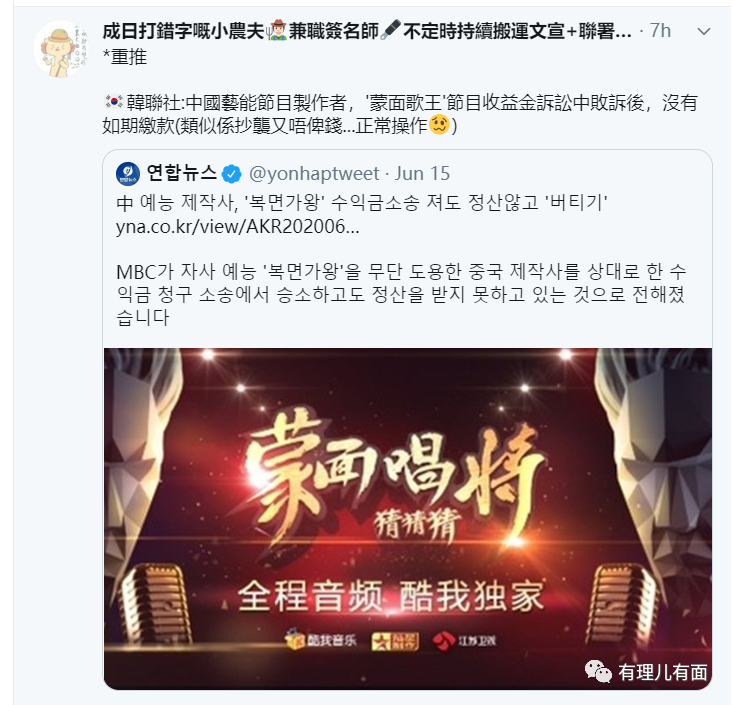 成日打錯字嘅小農夫👨‍🌾兼職簽名師🖊️不定時持續搬運文宣+聯署... · 7h
*重推
🇰🇷韓聯社:中國藝能節目製作者，'蒙面歌王'節目收益金訴訟中敗訴後，沒有
如期繳款(類似係抄襲又唔俾錢...正常操作🥴)
연합뉴스 @yonhaptweet · Jun 15
中 예능 제작사, '복면가왕' 수익금소송 져도 정산않고 '버티기'
yna.co.kr/view/AKR202006...
MBC가 자사 예능 '복면가왕'을 무단 도용한 중국 제작사를 상대로 한 수
익금 청구 소송에서 승소하고도 정산을 받지 못하고 있는 것으로 전해졌
습니다
蒙面唱将
猜猜猜
全程音频 酷我独家
酷我音乐 江苏卫视
有理儿有面